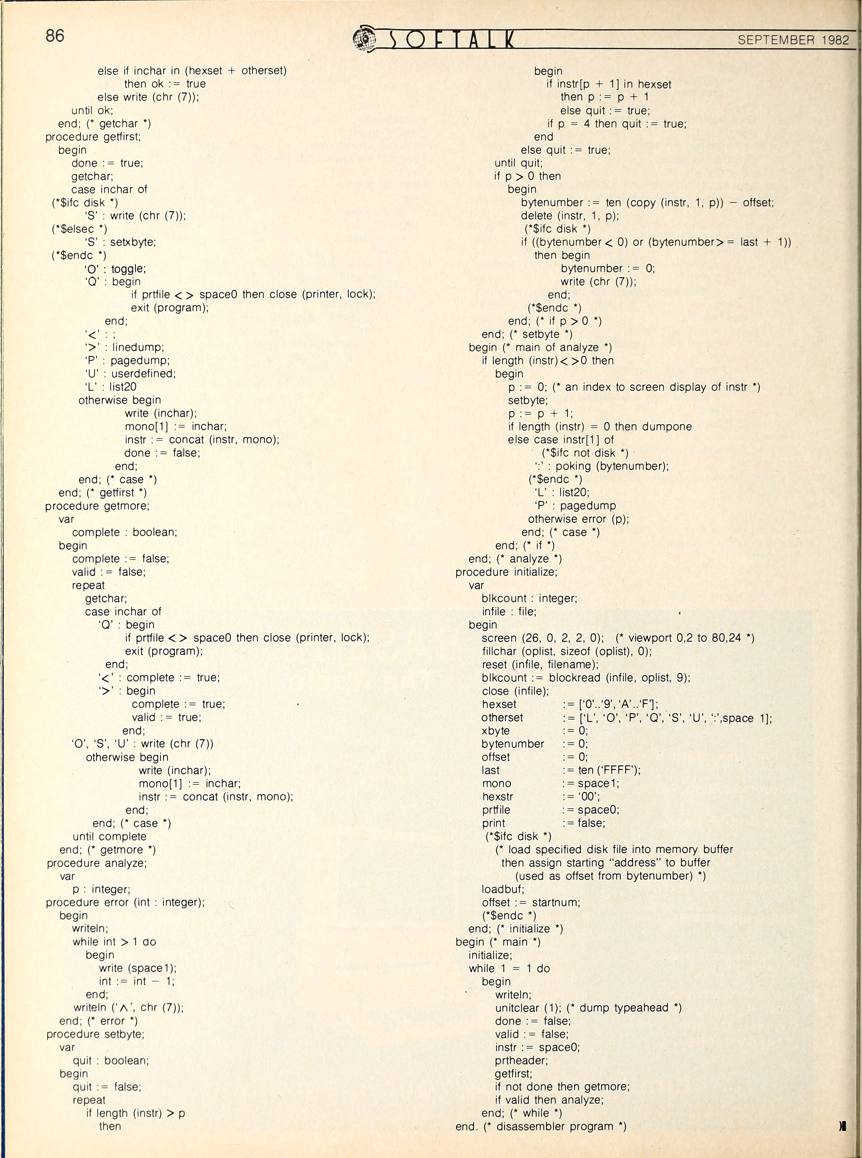 86
SOFTALK
SEPTEMBER 1982
else if inchar in (hexset + otherset)
then ok := true
else write (chr (7));
until ok;
end; (* getchar *)
procedure getfirst;
begin
done := true;
getchar;
case inchar of
(*$ifc disk *)
'S' : write (chr (7));
(*$elsec *)
'S' : setxbyte;
(*$endc *)
'O' : toggle;
'Q' : begin
if prtfile < > space0 then close (printer, lock);
exit (program);
end;
'<' : ;
'>' : linedump;
'P' : pagedump;
'U' : userdefined;
'L' : list20
otherwise begin
write (inchar);
mono[1] := inchar;
instr := concat (instr, mono);
done := false;
end;
end; (* case *)
end; (* getfirst *)
procedure getmore;
var
complete : boolean;
begin
complete := false;
valid := false;
repeat
getchar;
case inchar of
'Q' : begin
if prtfile < > space0 then close (printer, lock);
exit (program);
end;
'<' : complete := true;
'>' : begin
complete := true;
valid := true;
end;
'O', 'S', 'U' : write (chr (7))
otherwise begin
write (inchar);
mono[1] := inchar;
instr := concat (instr, mono);
end;
end; (* case *)
until complete
end; (* getmore *)
procedure analyze;
var
p : integer;
procedure error (int : integer);
begin
writeln;
while int > 1 do
begin
write (space1);
int := int − 1;
end;
writeln ('∧', chr (7));
end; (* error *)
procedure setbyte;
var
quit : boolean;
begin
quit := false;
repeat
if length (instr) > p
then
begin
if instr[p + 1] in hexset
then p := p + 1
else quit := true;
if p = 4 then quit := true;
end
else quit := true;
until quit;
if p > 0 then
begin
bytenumber := ten (copy (instr, 1, p)) − offset;
delete (instr, 1, p);
(*$ifc disk *)
if ((bytenumber < 0) or (bytenumber>= last + 1))
then begin
bytenumber := 0;
write (chr (7));
end;
(*$endc *)
end; (* if p > 0 *)
end; (* setbyte *)
begin (* main of analyze *)
if length (instr)< >0 then
begin
p := 0; (* an index to screen display of instr *)
setbyte;
p := p + 1;
if length (instr) = 0 then dumpone
else case instr[1] of
(*$ifc not disk *)
':' : poking (bytenumber);
(*$endc *)
'L' : list20;
'P' : pagedump
otherwise error (p);
end; (* case *)
end; (* if *)
end; (* analyze *)
procedure initialize;
var
blkcount : integer;
infile : file;
begin
screen (26, 0, 2, 2, 0); (* viewport 0,2 to 80,24 *)
fillchar (oplist, sizeof (oplist), 0);
reset (infile, filename);
blkcount := blockread (infile, oplist, 9);
close (infile);
hexset := ['0'..'9', 'A'..'F'];
otherset := ['L', 'O', 'P', 'Q', 'S', 'U', ':',space 1];
xbyte := 0;
bytenumber := 0;
offset := 0;
last := ten ('FFFF');
mono := space1;
hexstr := '00';
prtfile := space0;
print := false;
(*$ifc disk *)
(* load specified disk file into memory buffer
then assign starting "address" to buffer
(used as offset from bytenumber) *)
loadbuf;
offset := startnum;
(*$endc *)
end; (* initialize *)
begin (* main *)
initialize;
while 1 = 1 do
begin
writeln;
unitclear (1); (* dump typeahead *)
done := false;
valid := false;
instr := space0;
prtheader;
getfirst;
if not done then getmore;
if valid then analyze;
end; (* while *)
end. (* disassembler program *)